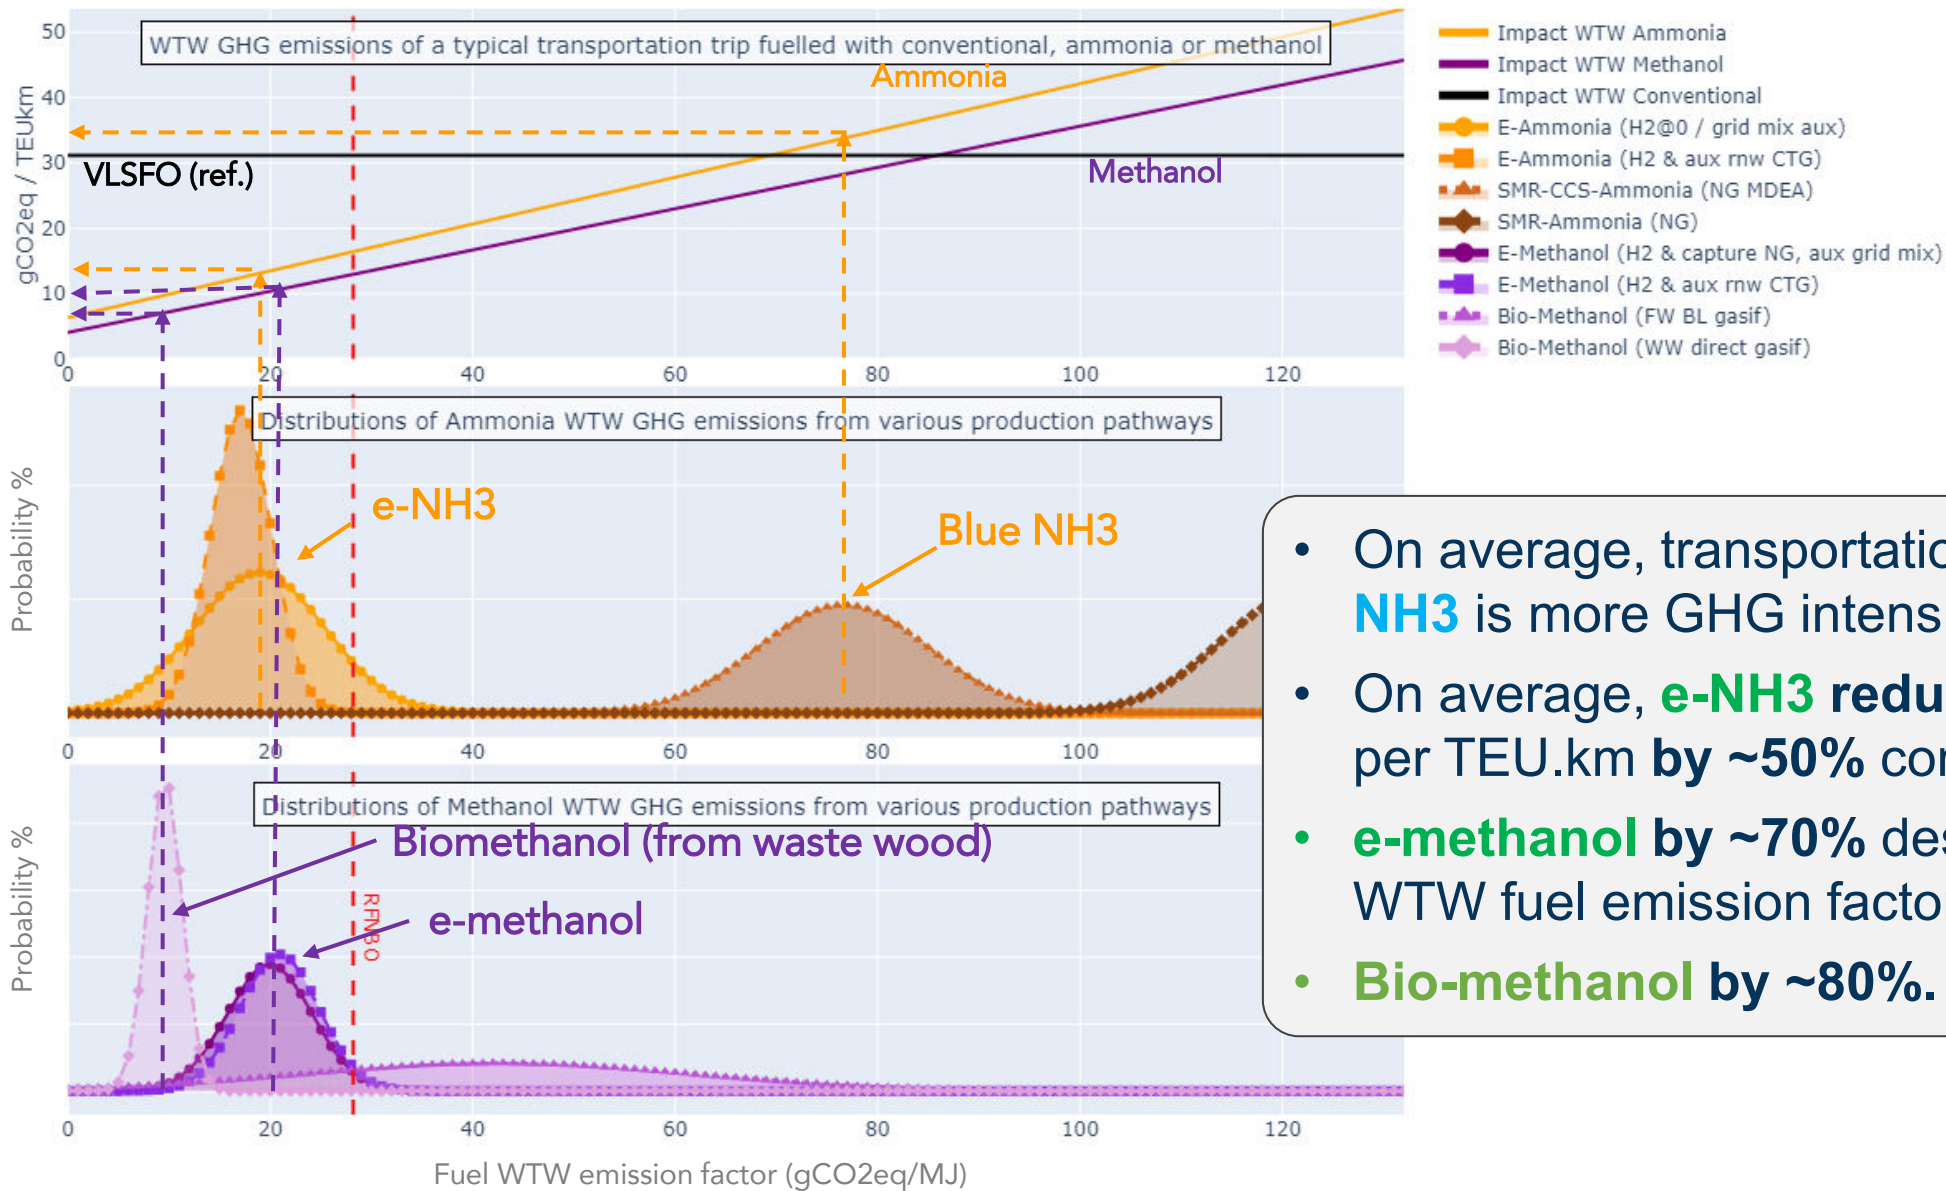 WTW GHG emissions of a typical transportation trip fuelled with conventional, ammonia or methanol
gCO2eq / TEUkm
50
40
30
20
10
0
Ammonia
VLSFO (ref.)
Methanol
0 20 40 60 80 100 120
Impact WTW Ammonia
Impact WTW Methanol
Impact WTW Conventional
E-Ammonia (H2@0 / grid mix aux)
E-Ammonia (H2 & aux rnw CTG)
SMR-CCS-Ammonia (NG MDEA)
SMR-Ammonia (NG)
E-Methanol (H2 & capture NG, aux grid mix)
E-Methanol (H2 & aux rnw CTG)
Bio-Methanol (FW BL gasif)
Bio-Methanol (WW direct gasif)
Distributions of Ammonia WTW GHG emissions from various production pathways
Probability %
e-NH3
Blue NH3
0 20 40 60 80 100 120
Distributions of Methanol WTW GHG emissions from various production pathways
Probability %
Biomethanol (from waste wood)
RFNBO
e-methanol
0 20 40 60 80 100 120
Fuel WTW emission factor (gCO2eq/MJ)
• On average, transportatio
NH3 is more GHG intens
• On average, e-NH3 redu
per TEU.km by ~50% co
• e-methanol by ~70% des
WTW fuel emission facto
• Bio-methanol by ~80%.